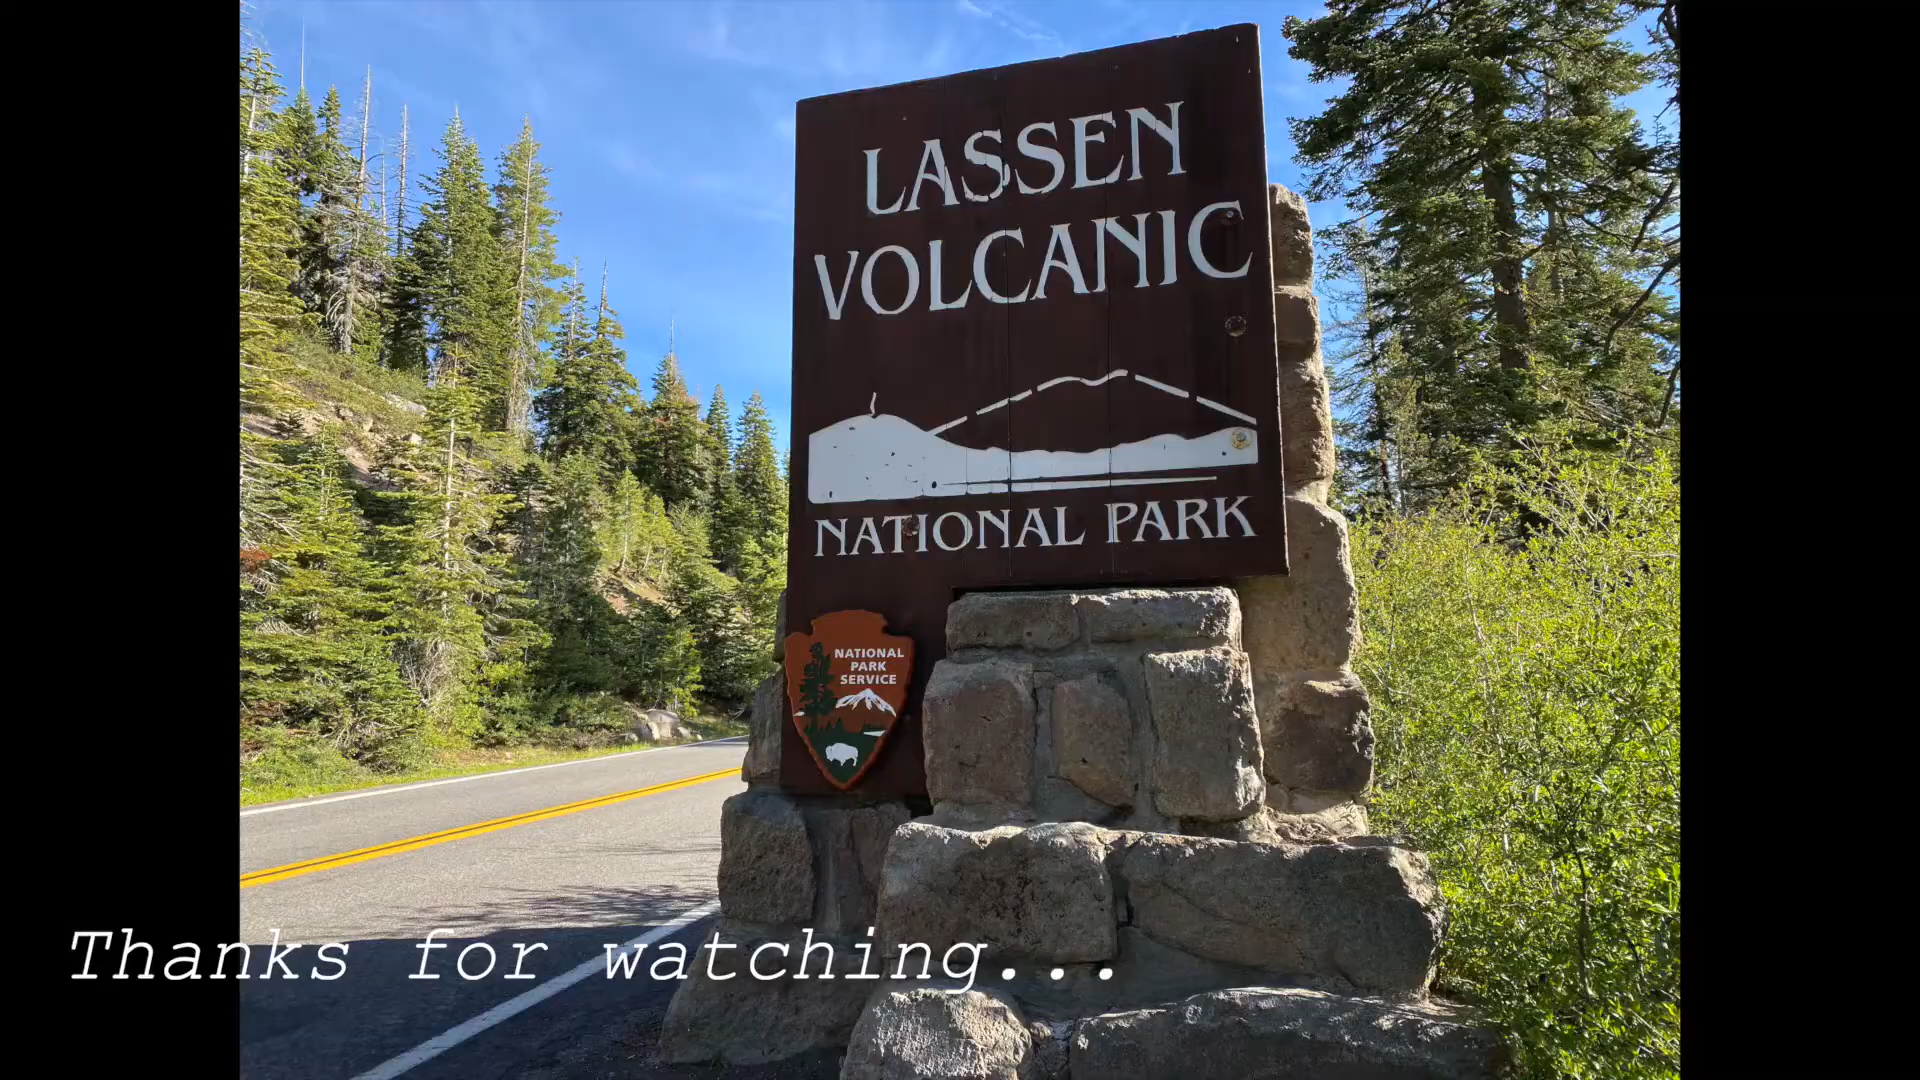 LASSEN
VOLCANIC
NATIONAL PARK
NATIONAL
PARK
SERVICE
Thanks for watching...